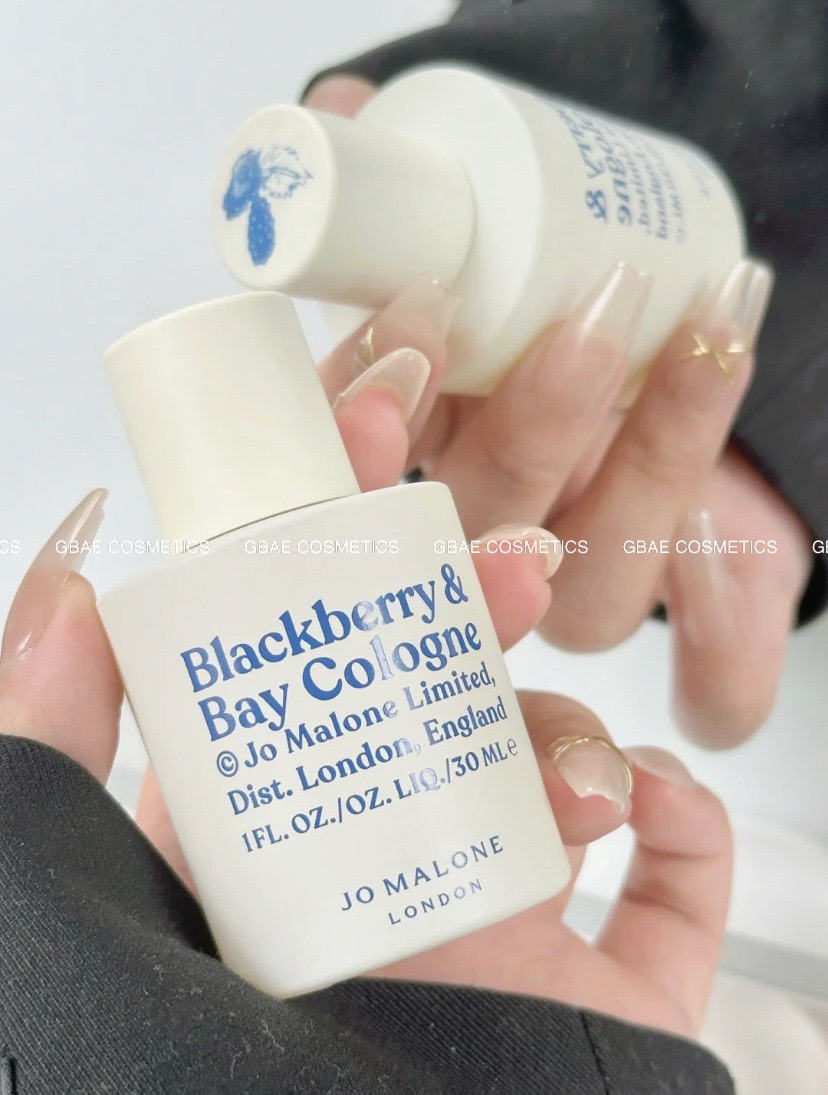 GBAE COSMETICS GBAE COSMETICS GBAE COSMETICS GBAE COSMETICS
Blackberry &
Bay Cologne
© Jo Malone Limited,
Dist. London, England
1FL. OZ./OZ. LIQ./30 ML ℮
JO MALONE
LONDON